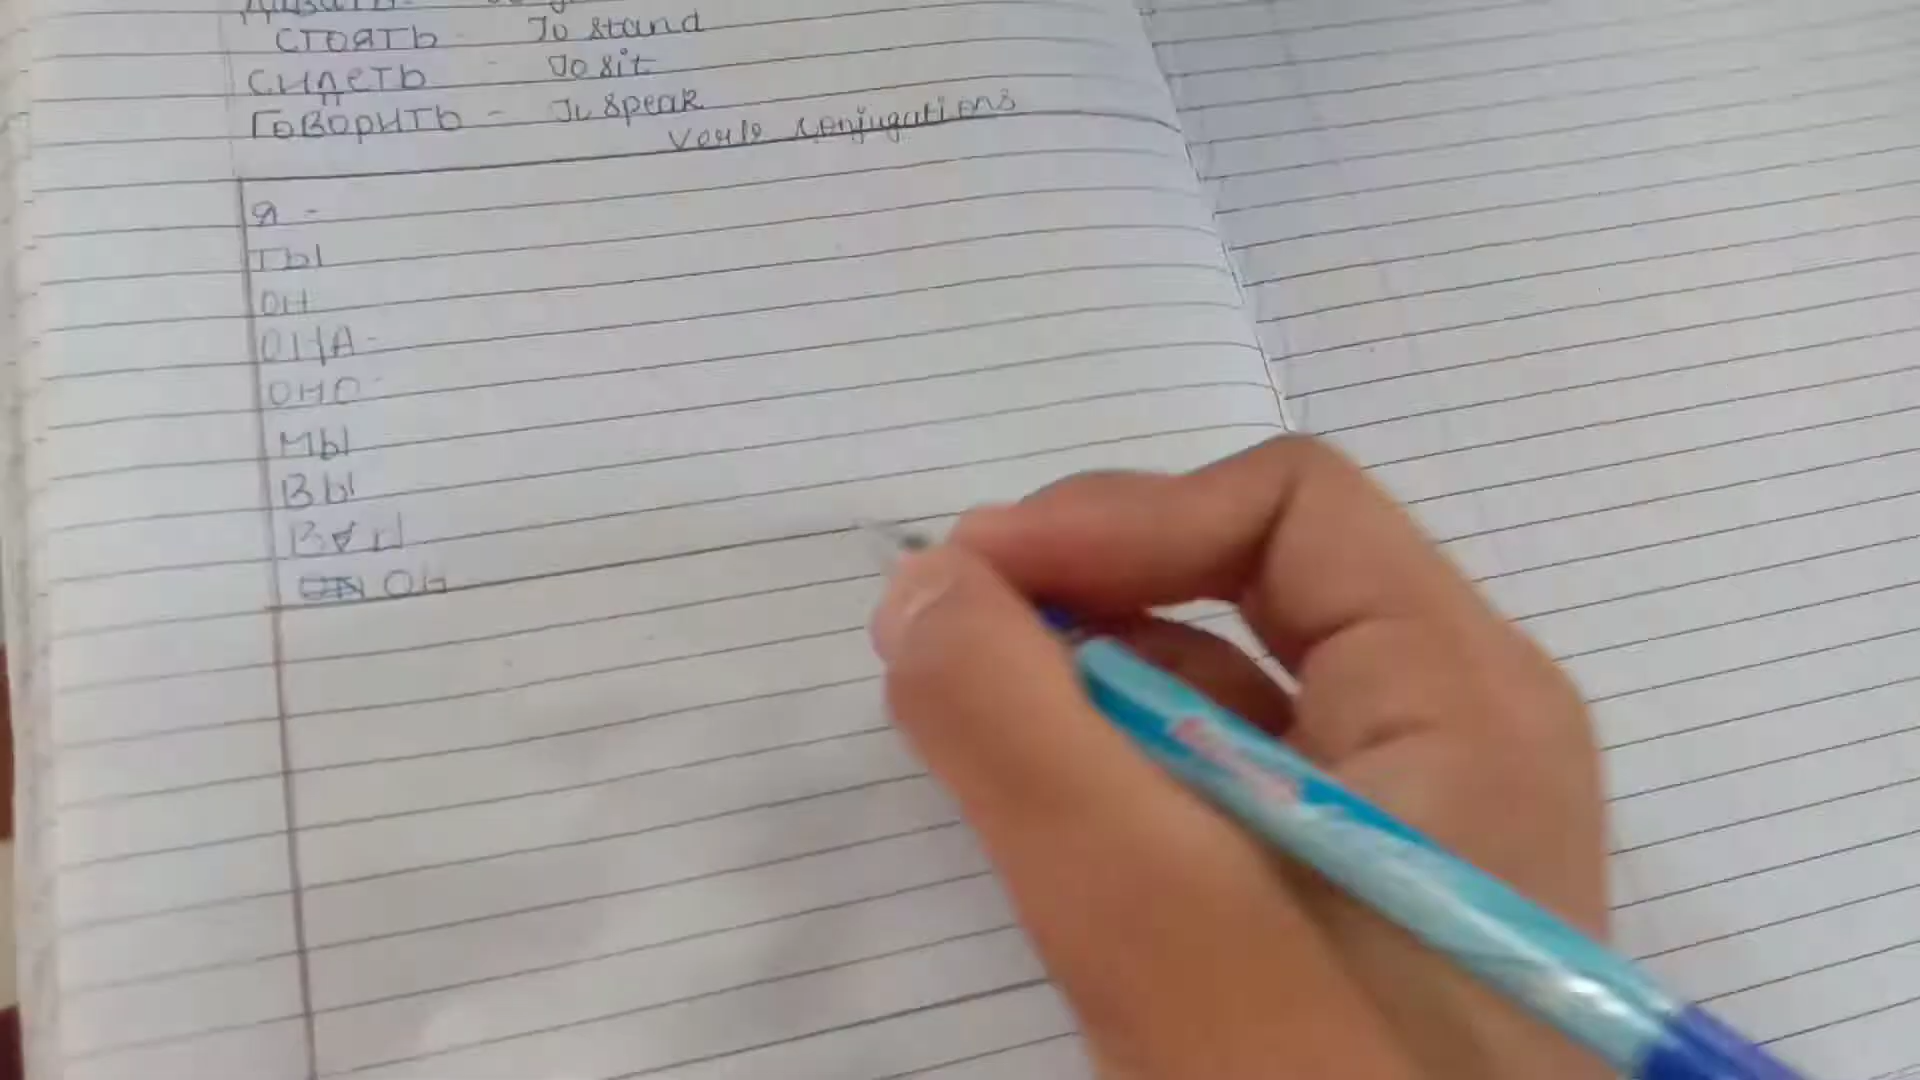 стоять - To stand
сидеть - To sit
Говорить - To speak
Verb conjugations
Я -
Ты
ОН
ОНА -
ОНО -
Мы
Вы
ОН